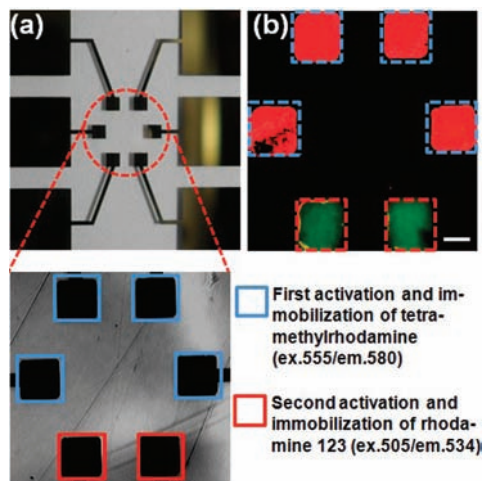 (a)
(b)
First activation and im-
mobilization of tetra-
methylrhodamine
(ex.555/em.580)
Second activation and
immobilization of rhoda-
mine 123 (ex.505/em.534)